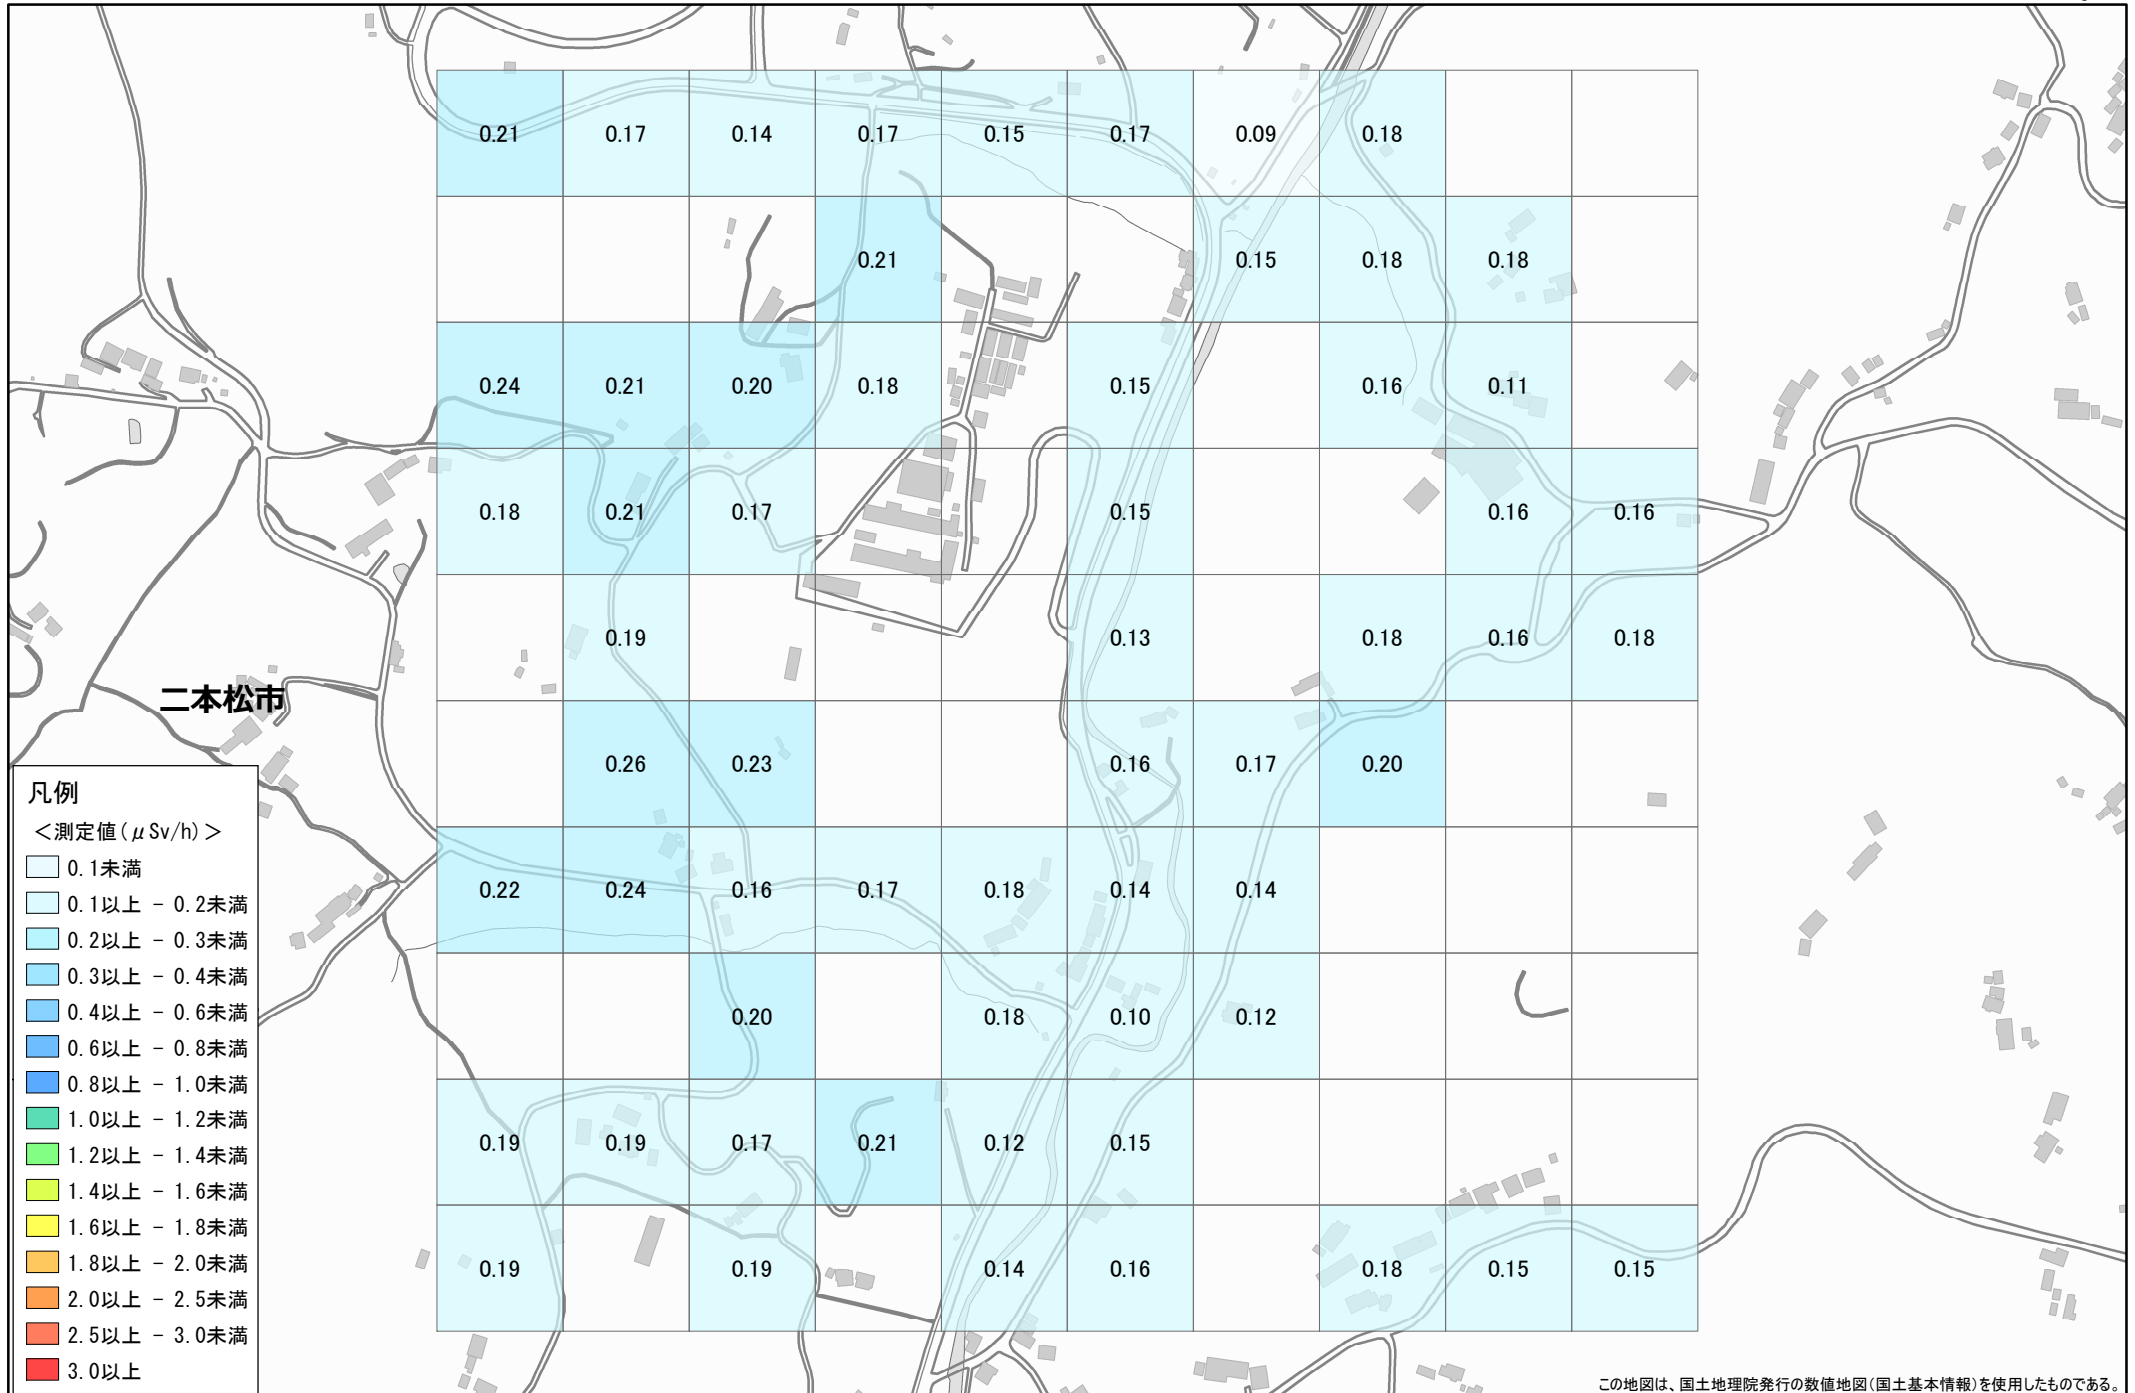 0.21 0.17 0.14 0.17 0.15 0.17 0.09 0.18
0.21 0.15 0.18 0.18
0.24 0.21 0.20 0.18 0.15 0.16 0.11
0.18 0.21 0.17 0.15 0.16 0.16
0.19 0.13 0.18 0.16 0.18
二本松市
0.26 0.23 0.16 0.17 0.20
0.22 0.24 0.16 0.17 0.18 0.14 0.14
0.20 0.18 0.10 0.12
0.19 0.19 0.17 0.21 0.12 0.15
0.19 0.19 0.14 0.16 0.18 0.15 0.15
凡例
＜測定値(μSv/h)＞
0.1未満
0.1以上 - 0.2未満
0.2以上 - 0.3未満
0.3以上 - 0.4未満
0.4以上 - 0.6未満
0.6以上 - 0.8未満
0.8以上 - 1.0未満
1.0以上 - 1.2未満
1.2以上 - 1.4未満
1.4以上 - 1.6未満
1.6以上 - 1.8未満
1.8以上 - 2.0未満
2.0以上 - 2.5未満
2.5以上 - 3.0未満
3.0以上
この地図は、国土地理院発行の数値地図(国土基本情報)を使用したものである。